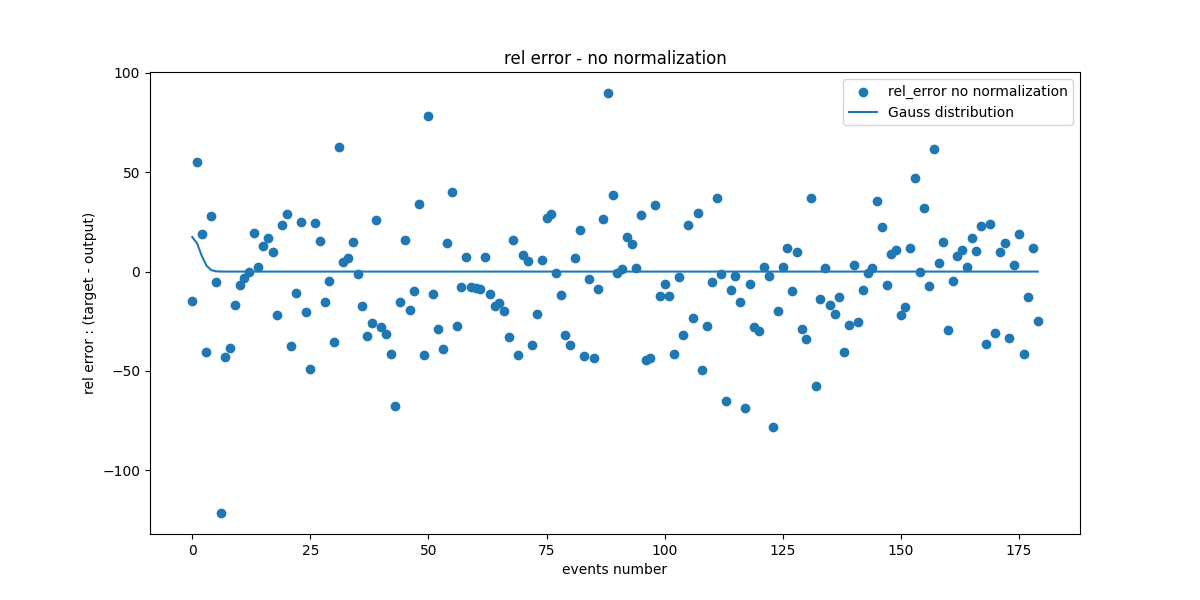 rel error - no normalization
rel_error no normalization
Gauss distribution
rel error : (target - output)
100
50
0
−50
−100
0
25
50
75
100
125
150
175
events number